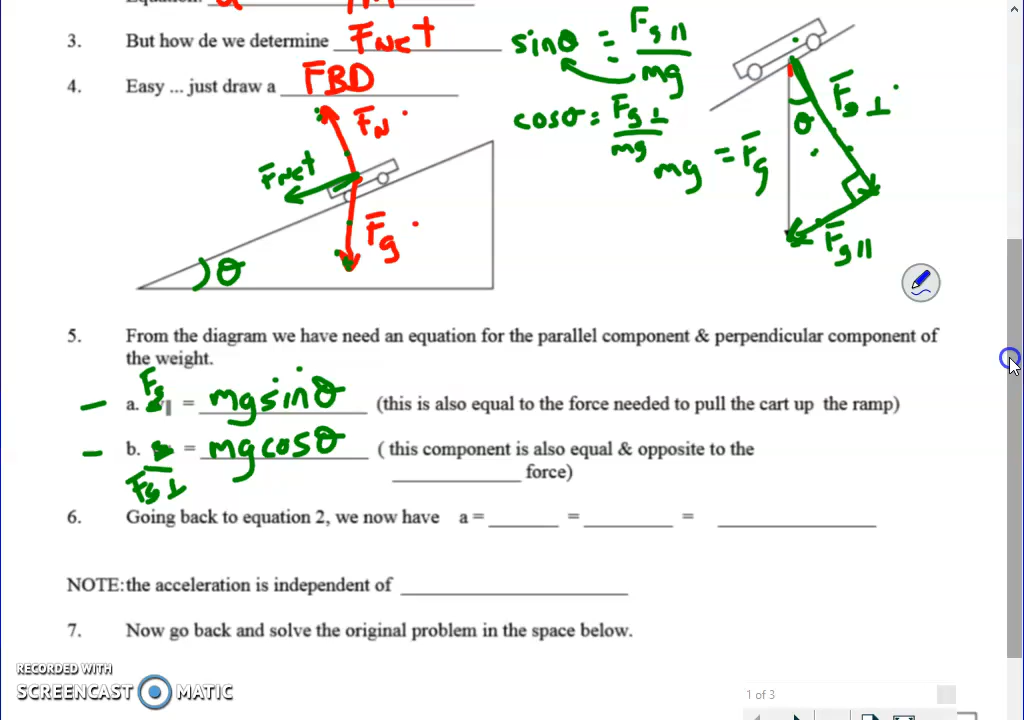 3. But how de we determine FNet
4. Easy ... just draw a FBD
sinθ = Fg||
mg
cosθ = Fg⊥
mg
mg = Fg
Fg⊥
θ
Fg||
FN
FNet
Fg
θ
5. From the diagram we have need an equation for the parallel component & perpendicular component of
the weight.
Fg
a. || = mgsinθ (this is also equal to the force needed to pull the cart up the ramp)
b. = mgcosθ ( this component is also equal & opposite to the
Fg⊥ ____________ force)
6. Going back to equation 2, we now have a = ______ = ________ = ______________
NOTE: the acceleration is independent of ____________________
7. Now go back and solve the original problem in the space below.
RECORDED WITH
SCREENCAST MATIC
1 of 3